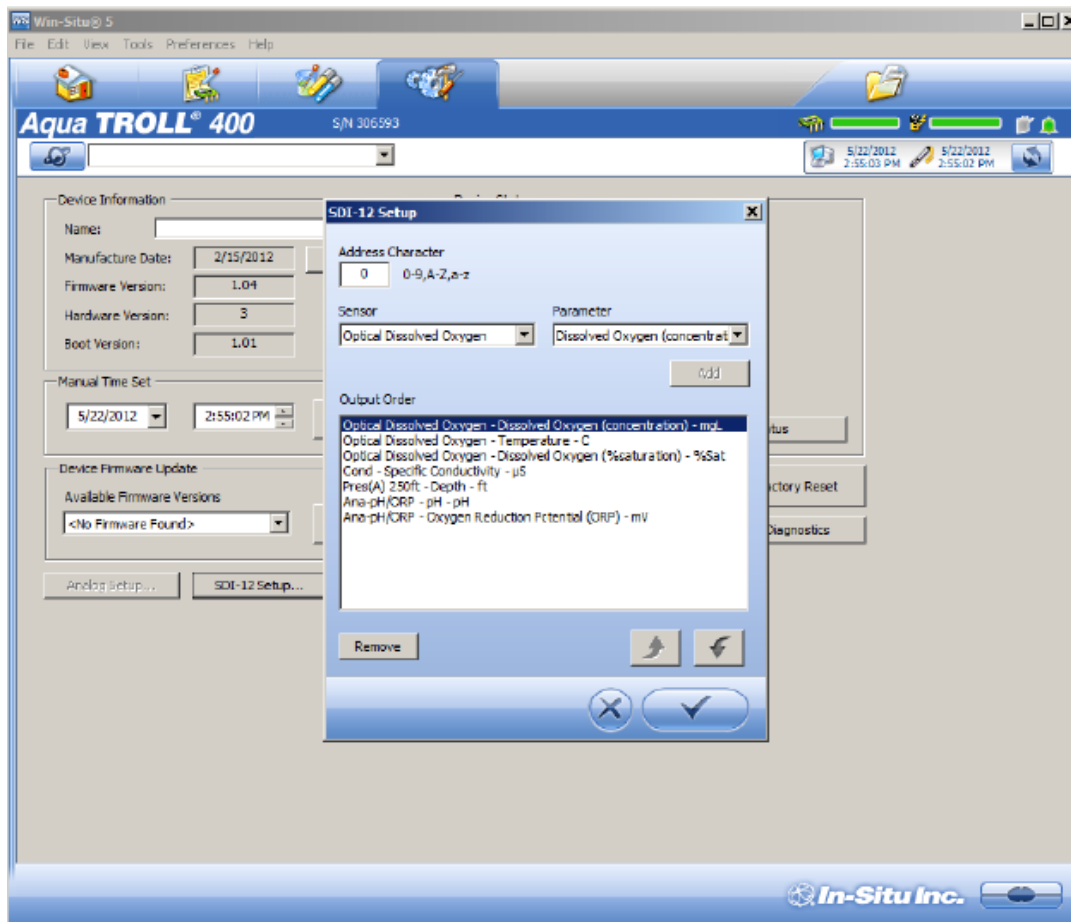 Win-Situ® 5
File Edit View Tools Preferences Help
Aqua TROLL® 400
S/N 306593
5/22/2012
2:55:03 PM
5/22/2012
2:55:02 PM
Device Information
Name:
Manufacture Date: 2/15/2012
Firmware Version: 1.04
Hardware Version: 3
Boot Version: 1.01
Manual Time Set
5/22/2012 2:55:02 PM
Device Firmware Update
Available Firmware Versions
<No Firmware Found>
Analog Setup... SDI-12 Setup...
SDI-12 Setup
Address Character
0 0-9,A-Z,a-z
Sensor Parameter
Optical Dissolved Oxygen Dissolved Oxygen (concentrat
Add
Output Order
Optical Dissolved Oxygen - Dissolved Oxygen (concentration) - mgL
Optical Dissolved Oxygen - Temperature - C
Optical Dissolved Oxygen - Dissolved Oxygen (%saturation) - %Sat
Cond - Specific Conductivity - µS
Pres(A) 250ft - Depth - ft
Ana-pH/ORP - pH - pH
Ana-pH/ORP - Oxygen Reduction Potential (ORP) - mV
Remove
tus
ctory Reset
Diagnostics
In-Situ Inc.